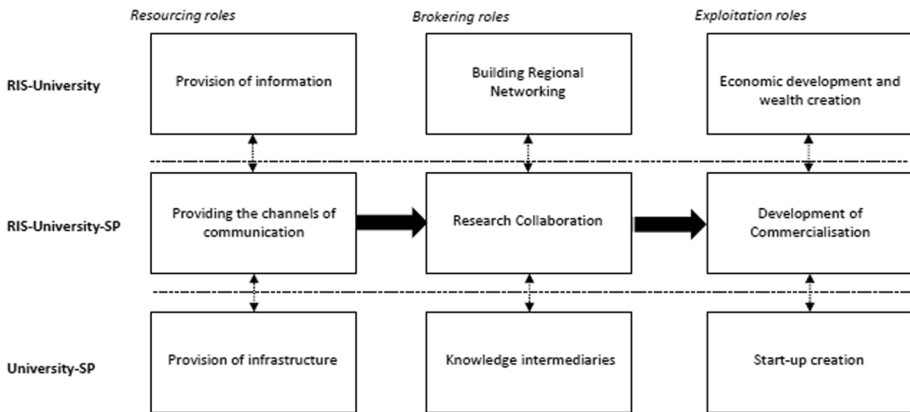 Resourcing roles
Brokering roles
Exploitation roles
RIS-University
Provision of information
Building Regional
Networking
Economic development and
wealth creation
RIS-University-SP
Providing the channels of
communication
Research Collaboration
Development of
Commercialisation
University-SP
Provision of infrastructure
Knowledge intermediaries
Start-up creation